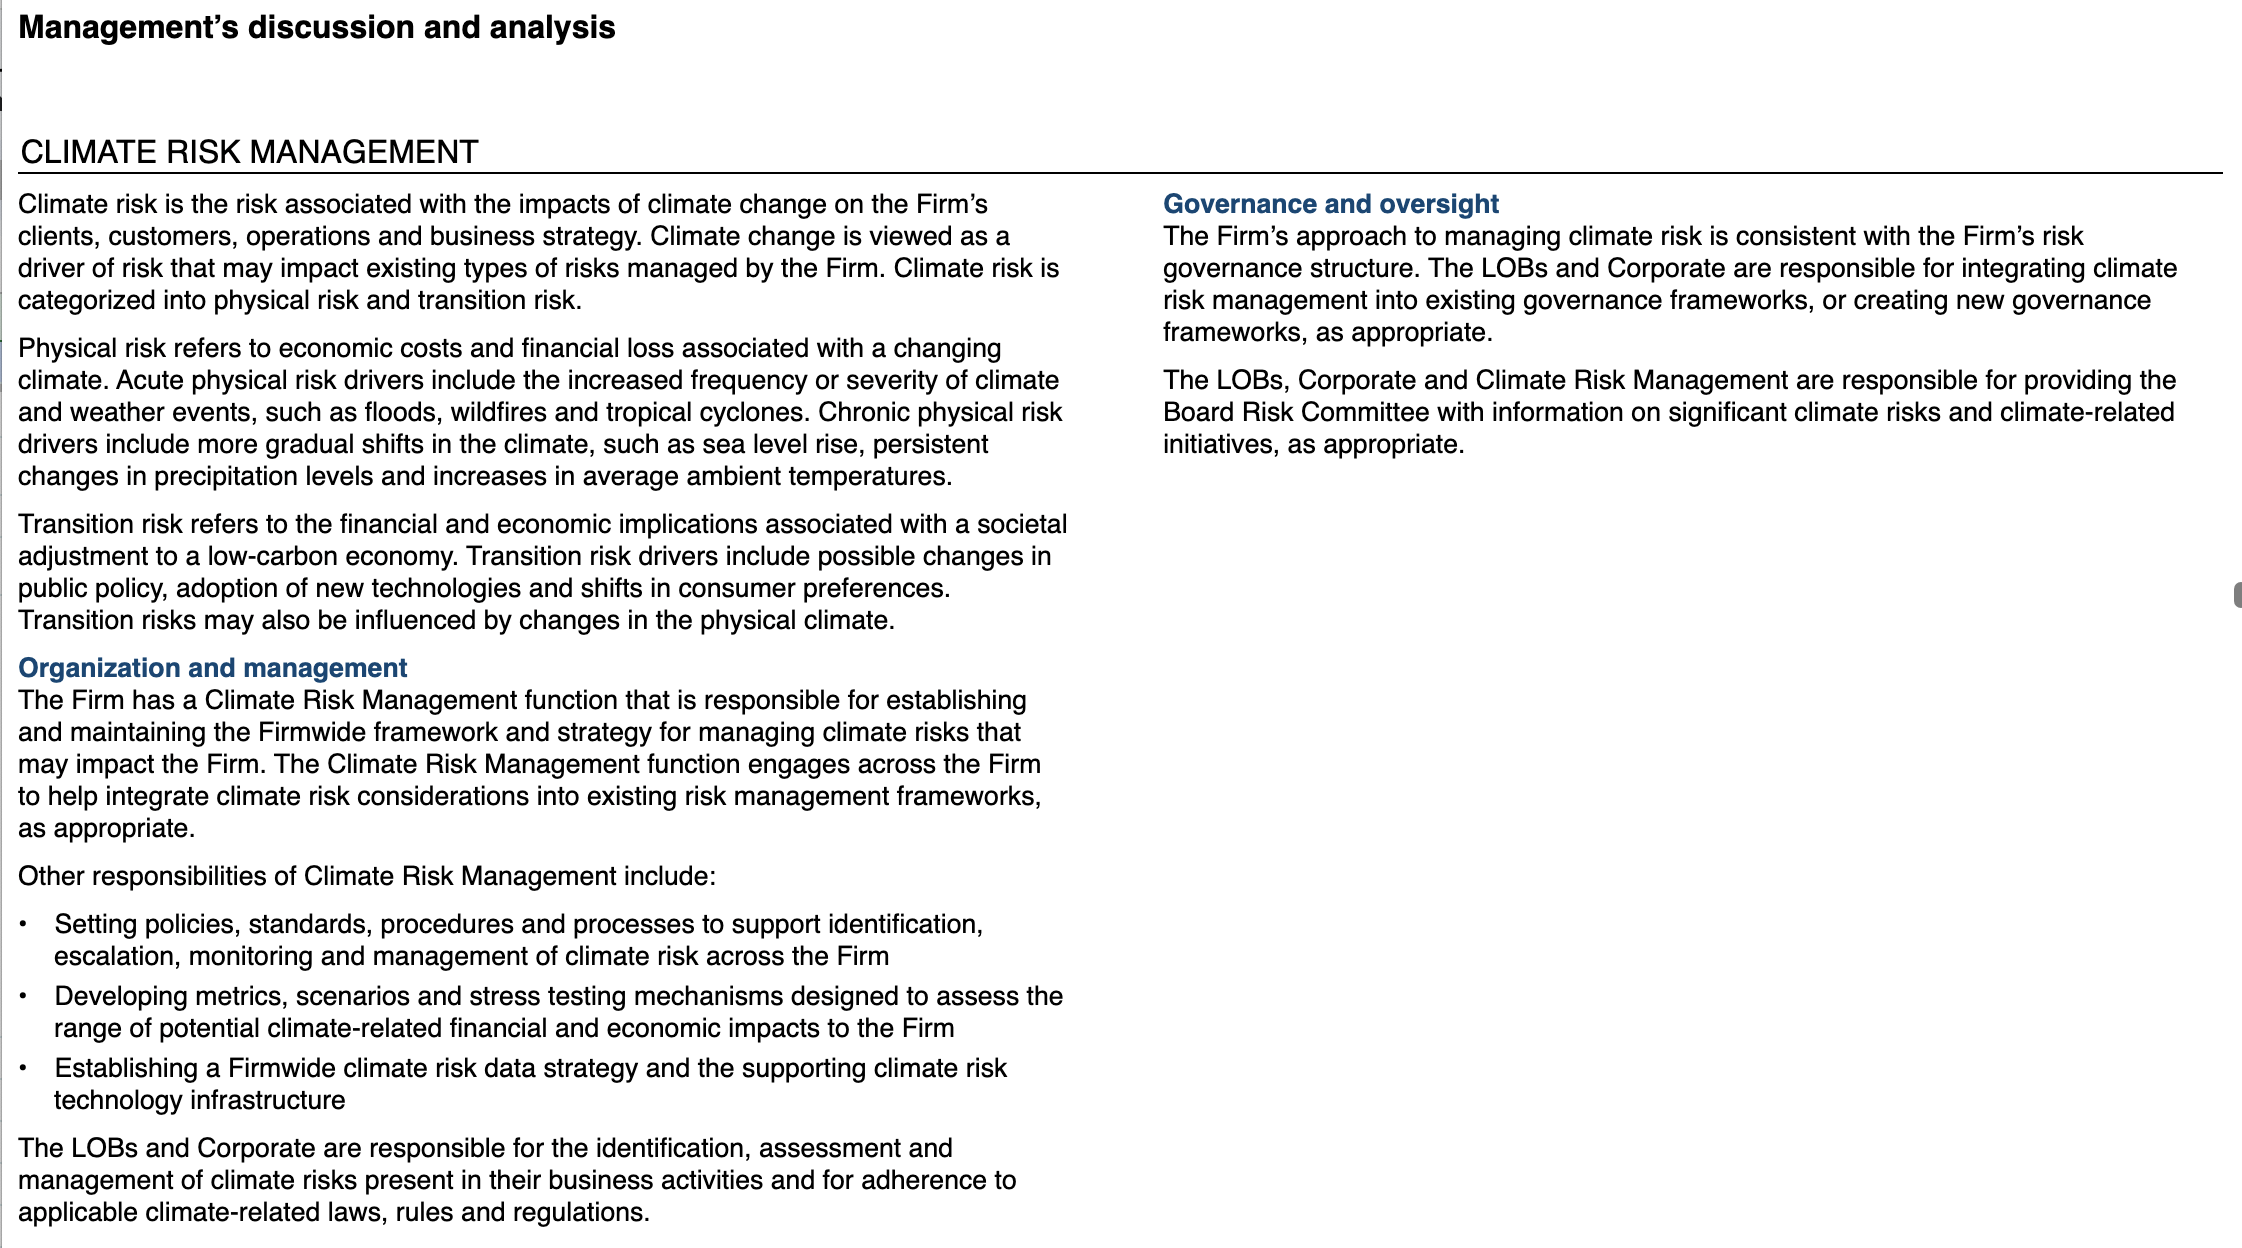 Management’s discussion and analysis
CLIMATE RISK MANAGEMENT
Climate risk is the risk associated with the impacts of climate change on the Firm’s
clients, customers, operations and business strategy. Climate change is viewed as a
driver of risk that may impact existing types of risks managed by the Firm. Climate risk is
categorized into physical risk and transition risk.
Physical risk refers to economic costs and financial loss associated with a changing
climate. Acute physical risk drivers include the increased frequency or severity of climate
and weather events, such as floods, wildfires and tropical cyclones. Chronic physical risk
drivers include more gradual shifts in the climate, such as sea level rise, persistent
changes in precipitation levels and increases in average ambient temperatures.
Transition risk refers to the financial and economic implications associated with a societal
adjustment to a low-carbon economy. Transition risk drivers include possible changes in
public policy, adoption of new technologies and shifts in consumer preferences.
Transition risks may also be influenced by changes in the physical climate.
Organization and management
The Firm has a Climate Risk Management function that is responsible for establishing
and maintaining the Firmwide framework and strategy for managing climate risks that
may impact the Firm. The Climate Risk Management function engages across the Firm
to help integrate climate risk considerations into existing risk management frameworks,
as appropriate.
Other responsibilities of Climate Risk Management include:
• Setting policies, standards, procedures and processes to support identification,
escalation, monitoring and management of climate risk across the Firm
• Developing metrics, scenarios and stress testing mechanisms designed to assess the
range of potential climate-related financial and economic impacts to the Firm
• Establishing a Firmwide climate risk data strategy and the supporting climate risk
technology infrastructure
The LOBs and Corporate are responsible for the identification, assessment and
management of climate risks present in their business activities and for adherence to
applicable climate-related laws, rules and regulations.
Governance and oversight
The Firm’s approach to managing climate risk is consistent with the Firm’s risk
governance structure. The LOBs and Corporate are responsible for integrating climate
risk management into existing governance frameworks, or creating new governance
frameworks, as appropriate.
The LOBs, Corporate and Climate Risk Management are responsible for providing the
Board Risk Committee with information on significant climate risks and climate-related
initiatives, as appropriate.